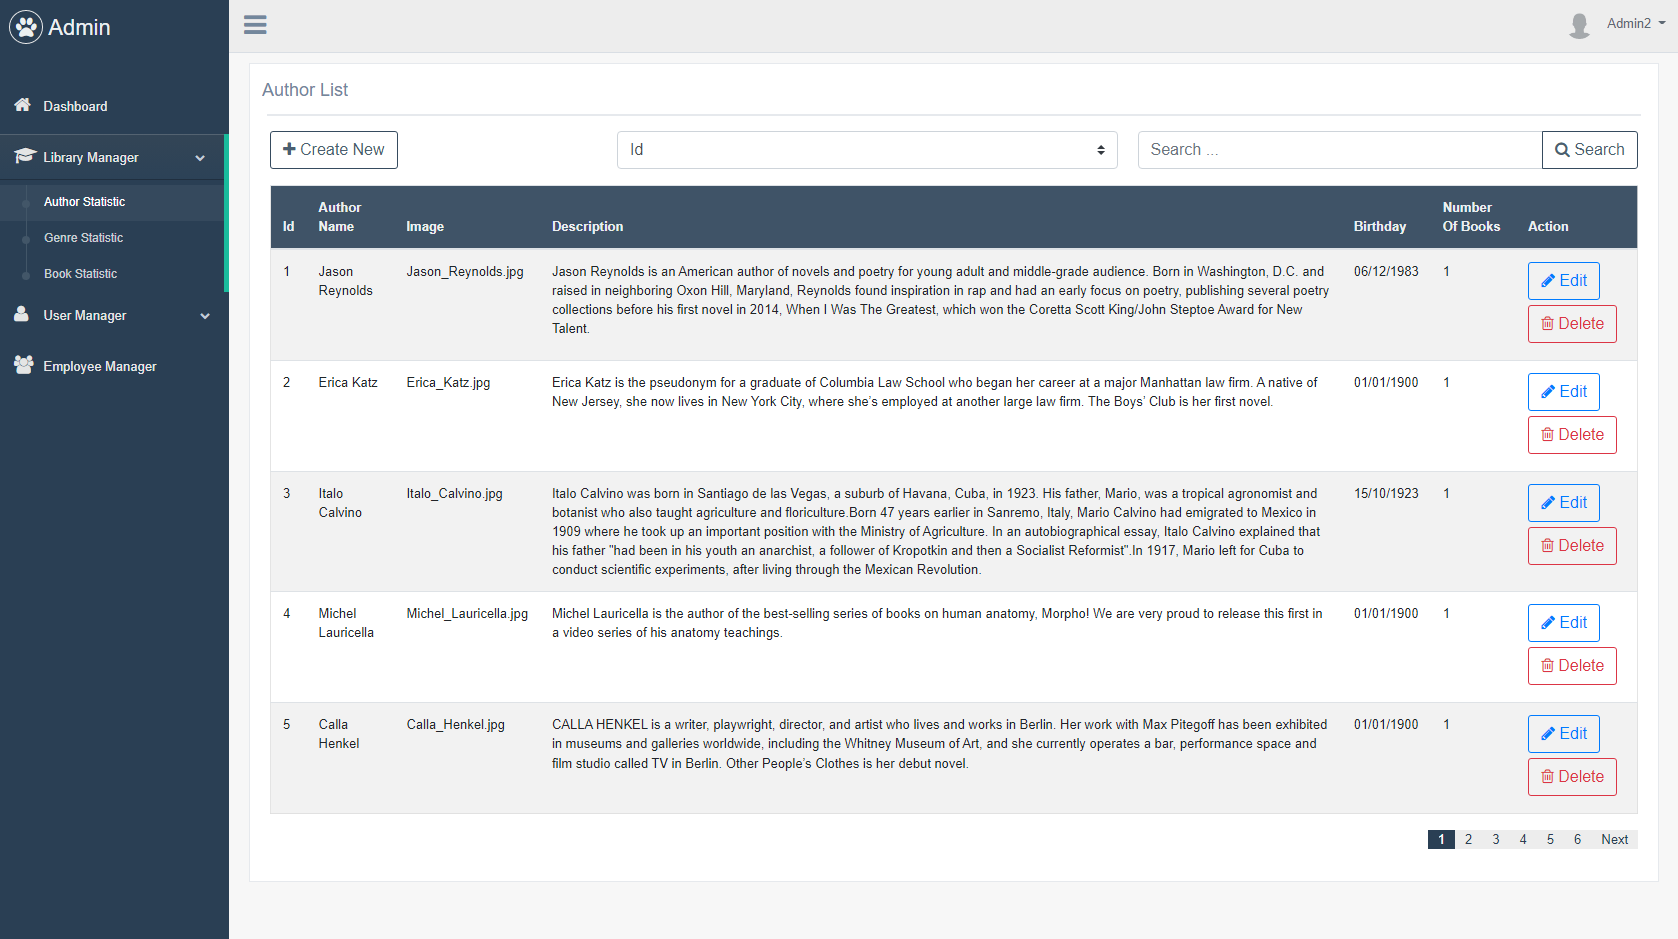 Admin
Admin2
Dashboard
Library Manager
Author Statistic
Genre Statistic
Book Statistic
User Manager
Employee Manager
Author List
Create New
Id
Search ...
Search
Id
Author
Name
Image
Description
Birthday
Number
Of Books
Action
1
Jason
Reynolds
Jason_Reynolds.jpg
Jason Reynolds is an American author of novels and poetry for young adult and middle-grade audience. Born in Washington, D.C. and
raised in neighboring Oxon Hill, Maryland, Reynolds found inspiration in rap and had an early focus on poetry, publishing several poetry
collections before his first novel in 2014, When I Was The Greatest, which won the Coretta Scott King/John Steptoe Award for New
Talent.
06/12/1983
1
Edit
Delete
2
Erica Katz
Erica_Katz.jpg
Erica Katz is the pseudonym for a graduate of Columbia Law School who began her career at a major Manhattan law firm. A native of
New Jersey, she now lives in New York City, where she’s employed at another large law firm. The Boys’ Club is her first novel.
01/01/1900
1
Edit
Delete
3
Italo
Calvino
Italo_Calvino.jpg
Italo Calvino was born in Santiago de las Vegas, a suburb of Havana, Cuba, in 1923. His father, Mario, was a tropical agronomist and
botanist who also taught agriculture and floriculture.Born 47 years earlier in Sanremo, Italy, Mario Calvino had emigrated to Mexico in
1909 where he took up an important position with the Ministry of Agriculture. In an autobiographical essay, Italo Calvino explained that
his father "had been in his youth an anarchist, a follower of Kropotkin and then a Socialist Reformist".In 1917, Mario left for Cuba to
conduct scientific experiments, after living through the Mexican Revolution.
15/10/1923
1
Edit
Delete
4
Michel
Lauricella
Michel_Lauricella.jpg
Michel Lauricella is the author of the best-selling series of books on human anatomy, Morpho! We are very proud to release this first in
a video series of his anatomy teachings.
01/01/1900
1
Edit
Delete
5
Calla
Henkel
Calla_Henkel.jpg
CALLA HENKEL is a writer, playwright, director, and artist who lives and works in Berlin. Her work with Max Pitegoff has been exhibited
in museums and galleries worldwide, including the Whitney Museum of Art, and she currently operates a bar, performance space and
film studio called TV in Berlin. Other People’s Clothes is her debut novel.
01/01/1900
1
Edit
Delete
1 2 3 4 5 6 Next